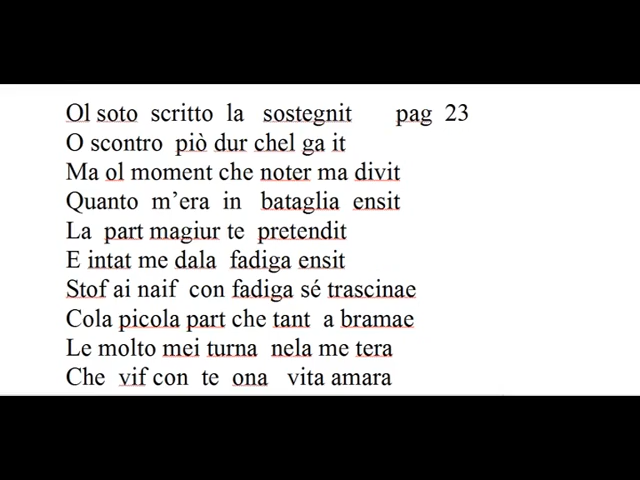 Ol soto scritto la sostegnit pag 23
O scontro piò dur chel ga it
Ma ol moment che noter ma divit
Quanto m’era in bataglia ensit
La part magiur te pretendit
E intat me dala fadiga ensit
Stof ai naif con fadiga sé trascinae
Cola picola part che tant a bramae
Le molto mei turna nela me tera
Che vif con te ona vita amara